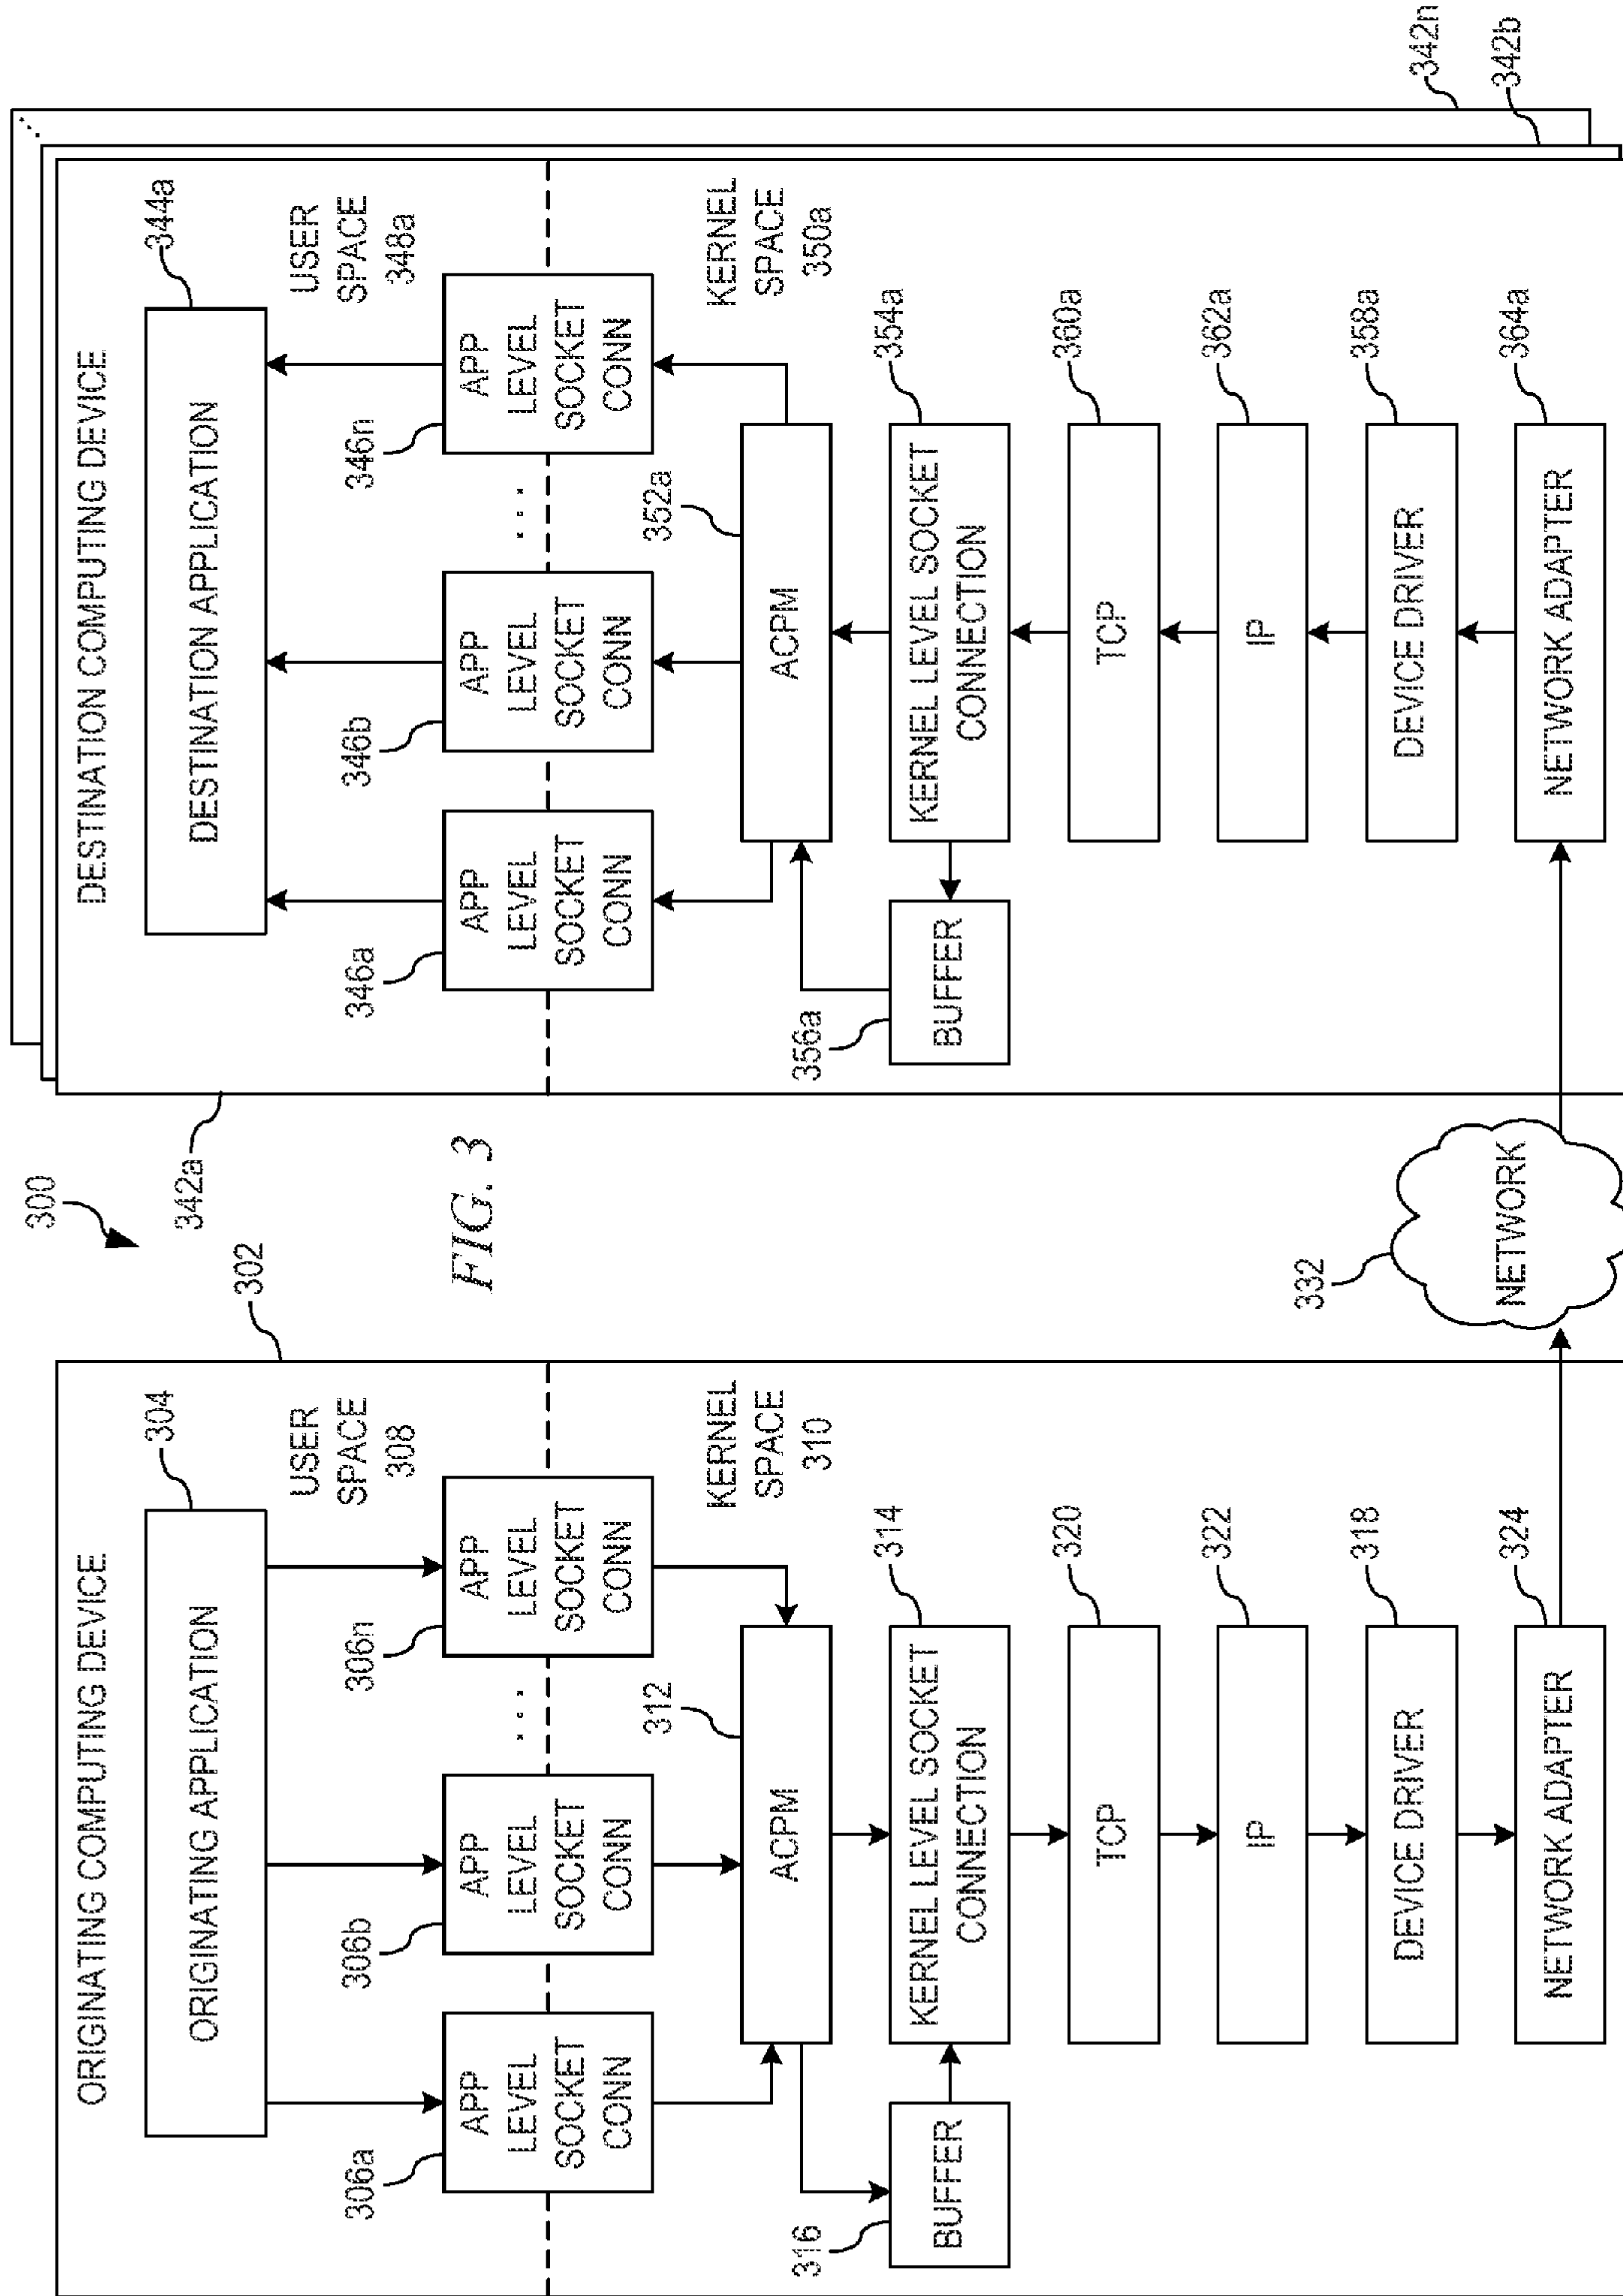 300
FIG. 3
ORIGINATING COMPUTING DEVICE
302
ORIGINATING APPLICATION
304
USER
SPACE
308
306a
APP
LEVEL
SOCKET
CONN
306b
APP
LEVEL
SOCKET
CONN
...
306n
APP
LEVEL
SOCKET
CONN
KERNEL
SPACE
310
312
ACPM
316
BUFFER
KERNEL LEVEL SOCKET
CONNECTION
314
TCP
320
IP
322
DEVICE DRIVER
318
NETWORK ADAPTER
324
332
NETWORK
342a
DESTINATION COMPUTING DEVICE
DESTINATION APPLICATION
344a
USER
SPACE
348a
346a
APP
LEVEL
SOCKET
CONN
346b
APP
LEVEL
SOCKET
CONN
...
346n
APP
LEVEL
SOCKET
CONN
KERNEL
SPACE
350a
352a
ACPM
356a
BUFFER
KERNEL LEVEL SOCKET
CONNECTION
354a
TCP
360a
IP
362a
DEVICE DRIVER
358a
NETWORK ADAPTER
364a
342n
342b